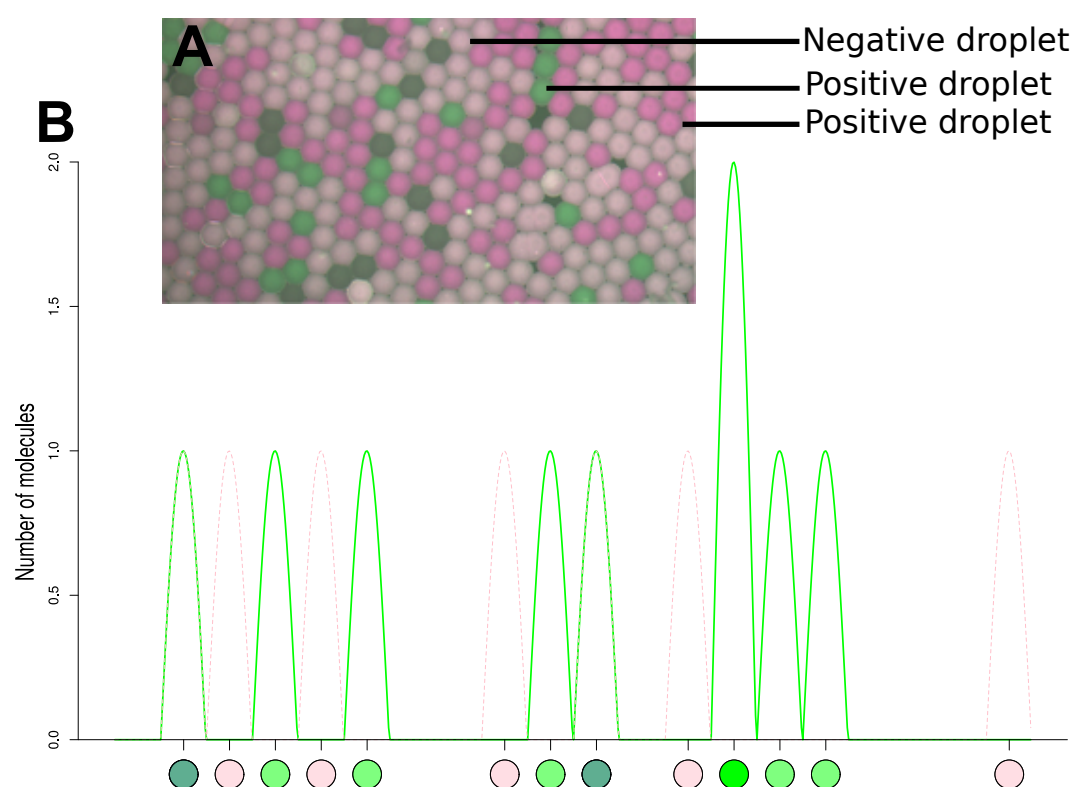 A
Negative droplet
Positive droplet
Positive droplet
B
2.0
1.5
1.0
0.5
0.0
Number of molecules